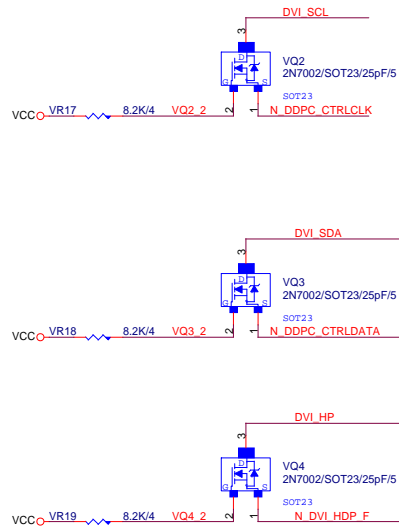 DVI_SCL
3
D
VQ2
2N7002/SOT23/25pF/5
G S
SOT23
2 1
VCC VR17 8.2K/4 VQ2_2 N_DDPC_CTRLCLK
DVI_SDA
3
D
VQ3
2N7002/SOT23/25pF/5
G S
SOT23
2 1
VCC VR18 8.2K/4 VQ3_2 N_DDPC_CTRLDATA
DVI_HP
3
D
VQ4
2N7002/SOT23/25pF/5
G S
SOT23
2 1
VCC VR19 8.2K/4 VQ4_2 N_DVI_HDP_F